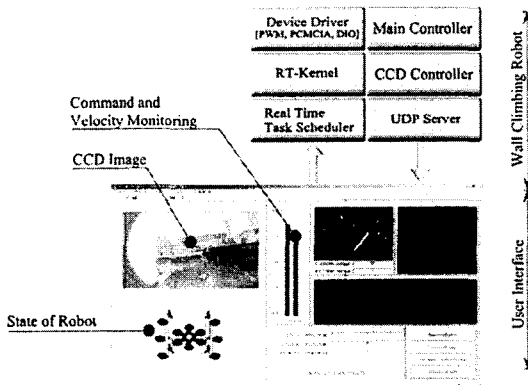 Device Driver
[PWM, PCMCIA, DIO]
Main Controller
RT-Kernel
CCD Controller
Real Time
Task Scheduler
UDP Server
Wall Climbing Robot
Command and
Velocity Monitoring
CCD Image
State of Robot
User Interface